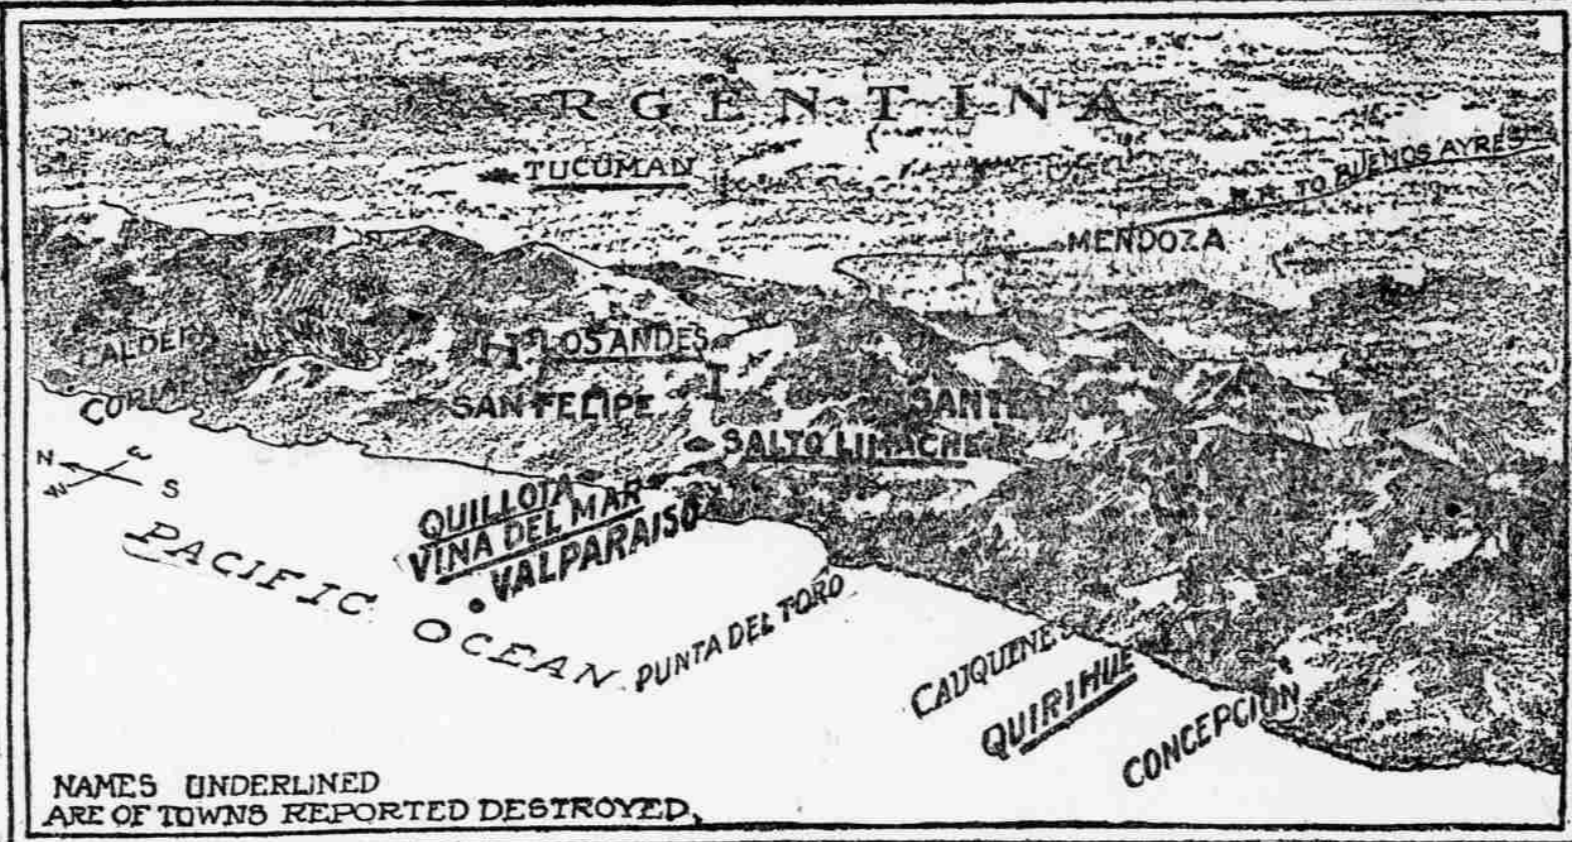 ARGENTINA
TUCUMAN
R.R. TO BUENOS AYRES
MENDOZA
LOS ANDES
SAN FELIPE
SALTO LIMACHE
N
E
W
S
QUILLOTA
VINA DEL MAR
VALPARAISO
PACIFIC OCEAN
PUNTA DEL TORO
CAUQUENES
QUIRIHUE
CONCEPCION
NAMES UNDERLINED
ARE OF TOWNS REPORTED DESTROYED.